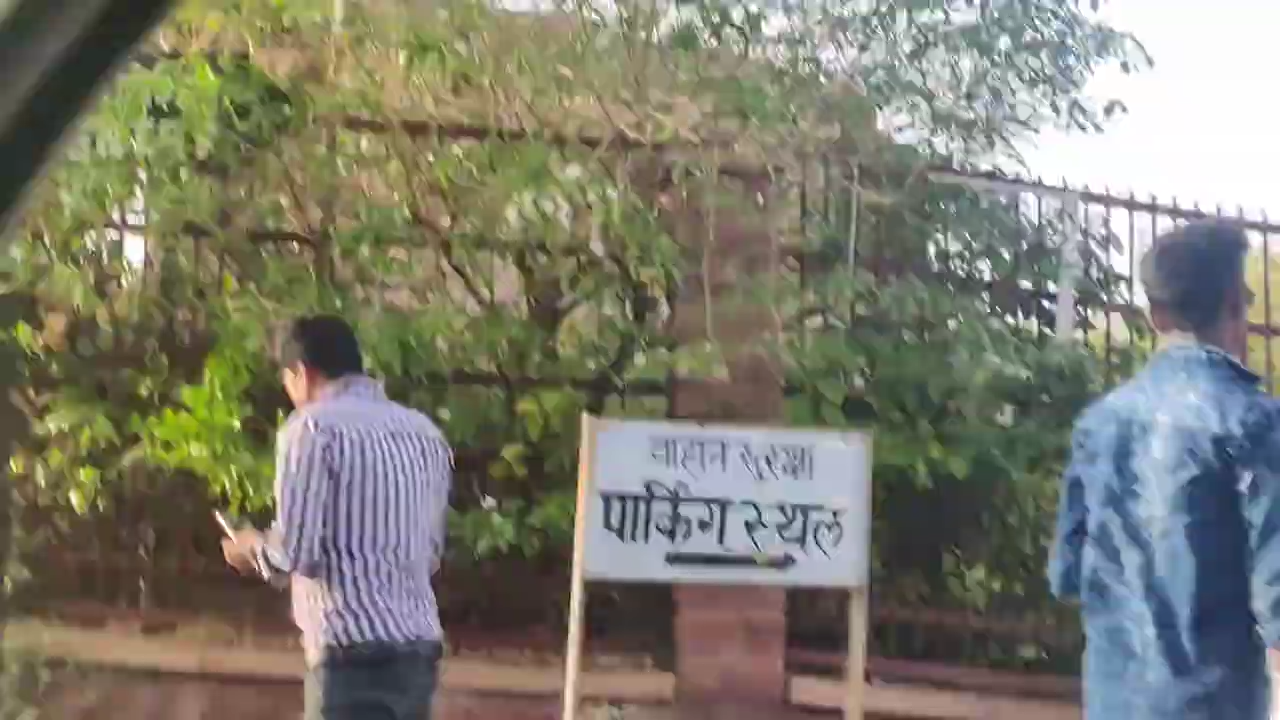 वाहन सुरक्षा
पार्किंग स्थल